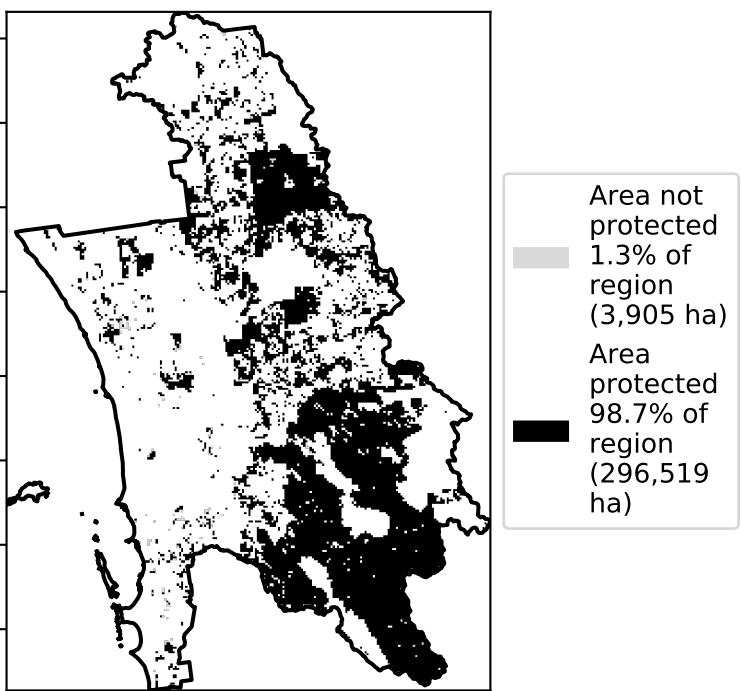 Area not
protected
1.3% of
region
(3,905 ha)
Area
protected
98.7% of
region
(296,519
ha)